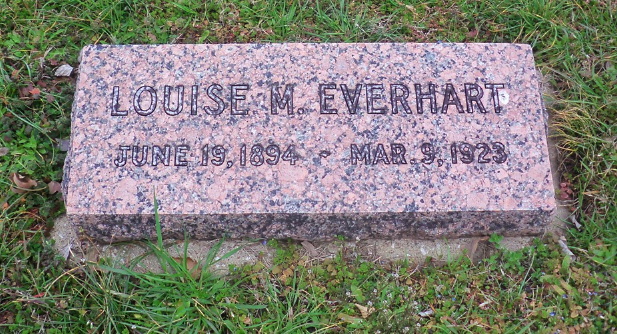 LOUISE M. EVERHART
JUNE 19, 1894 - MAR. 9, 1923